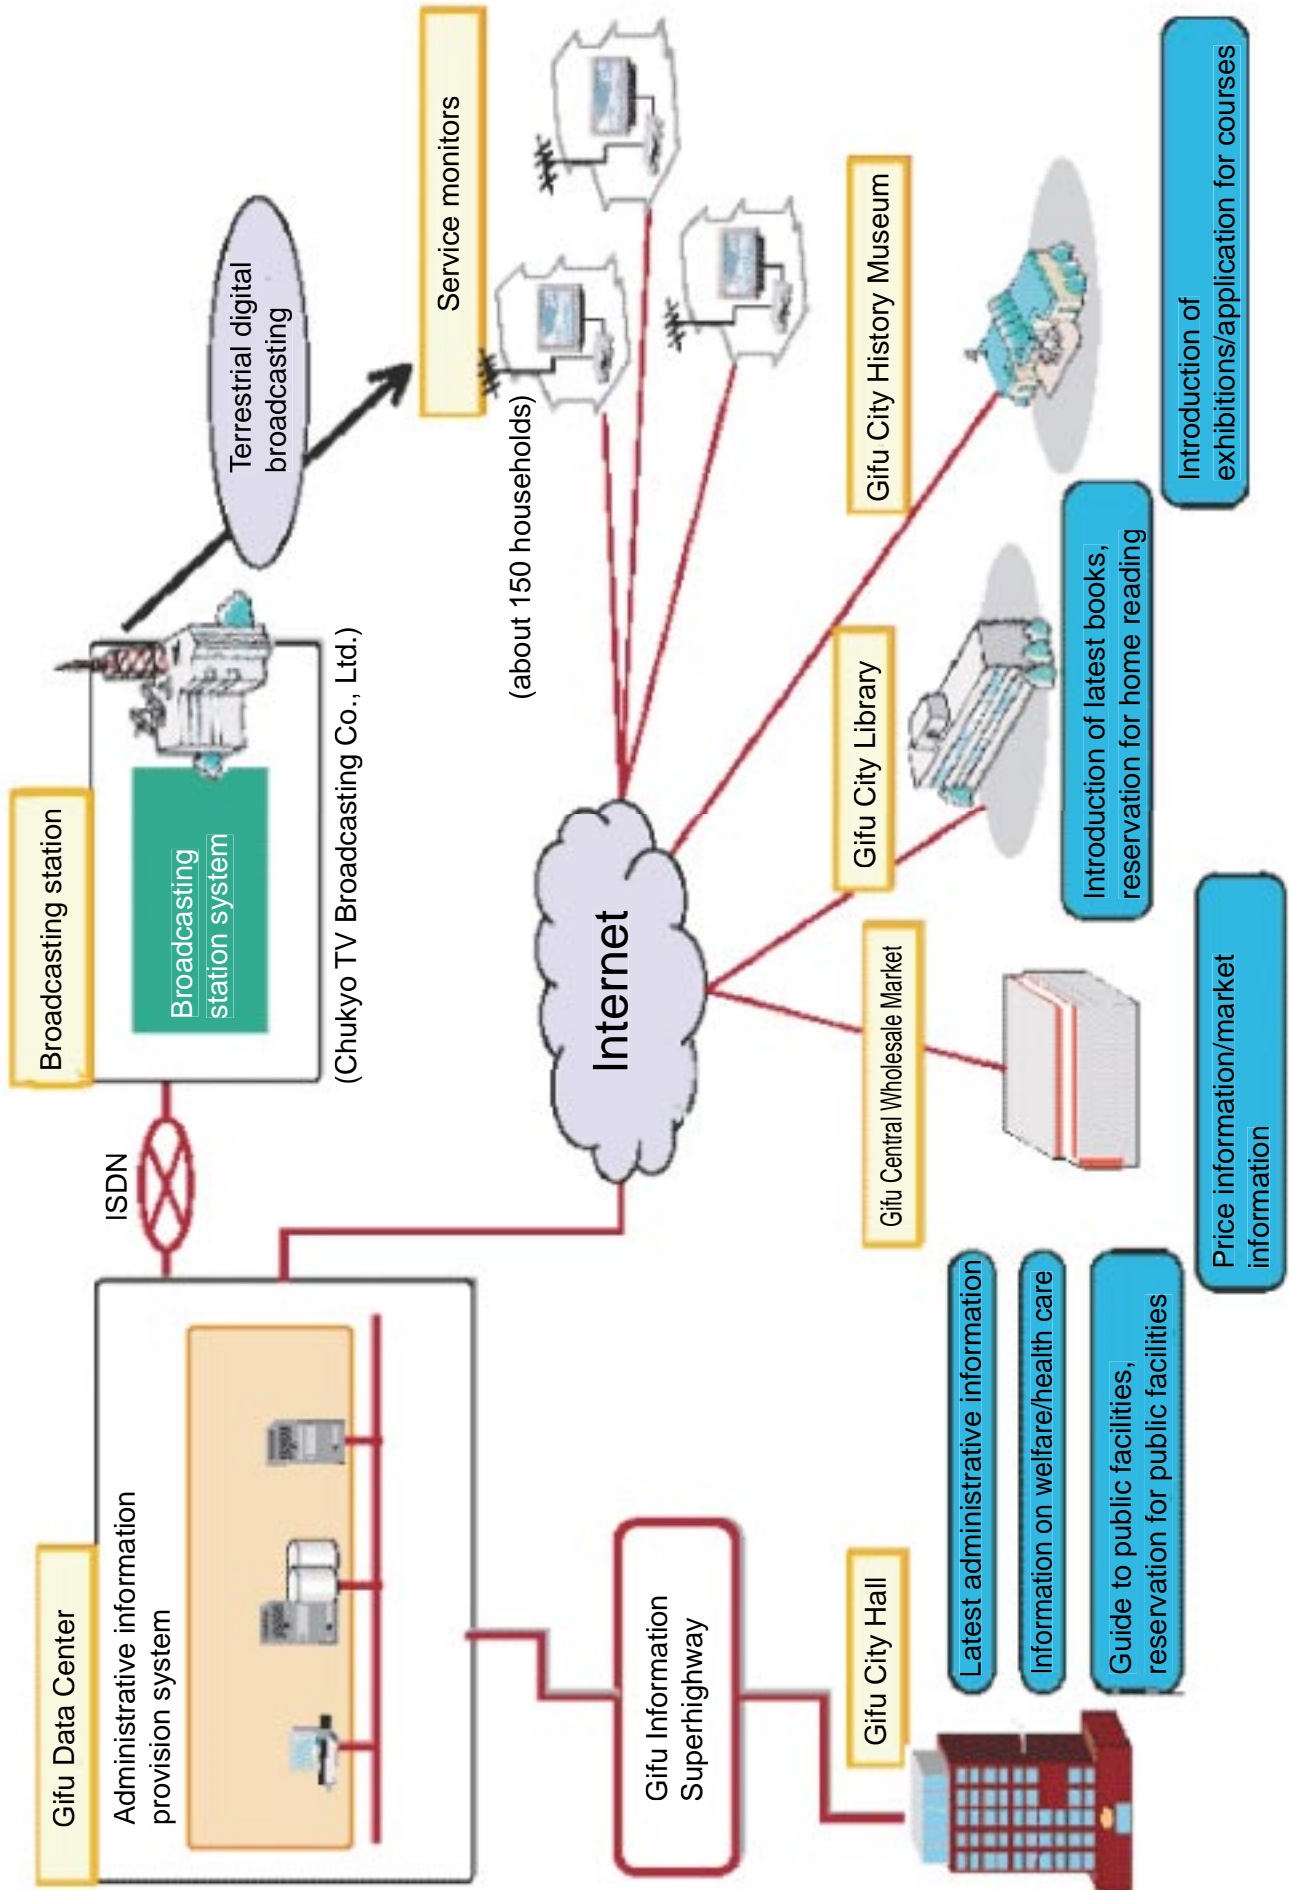 Gifu Data Center
Administrative information
provision system
ISDN
Broadcasting station
Broadcasting
station system
(Chukyo TV Broadcasting Co., Ltd.)
Terrestrial digital
broadcasting
Service monitors
(about 150 households)
Internet
Gifu Information
Superhighway
Gifu City Hall
Latest administrative information
Information on welfare/health care
Guide to public facilities,
reservation for public facilities
Gifu Central Wholesale Market
Price information/market
information
Gifu City Library
Introduction of latest books,
reservation for home reading
Gifu City History Museum
Introduction of
exhibitions/application for courses